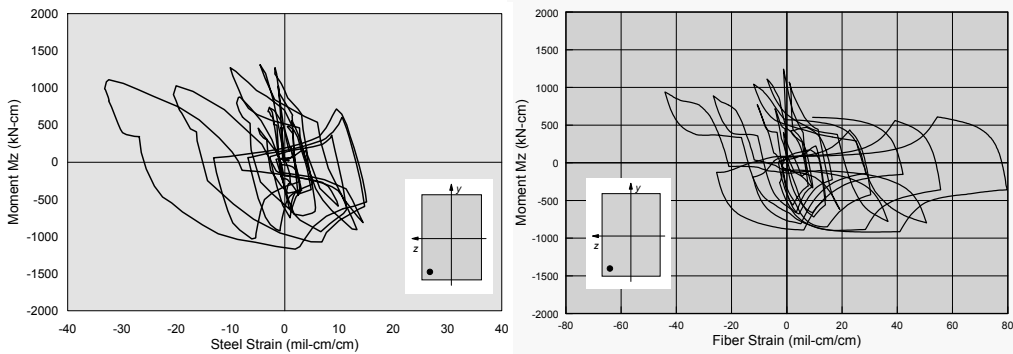 Moment Mz (kN-cm)
2000
1500
1000
500
0
-500
-1000
-1500
-2000
-40 -30 -20 -10 0 10 20 30 40
Steel Strain (mil-cm/cm)
y
z
Moment Mz (kN-cm)
2000
1500
1000
500
0
-500
-1000
-1500
-2000
-80 -60 -40 -20 0 20 40 60 80
Fiber Strain (mil-cm/cm)
y
z